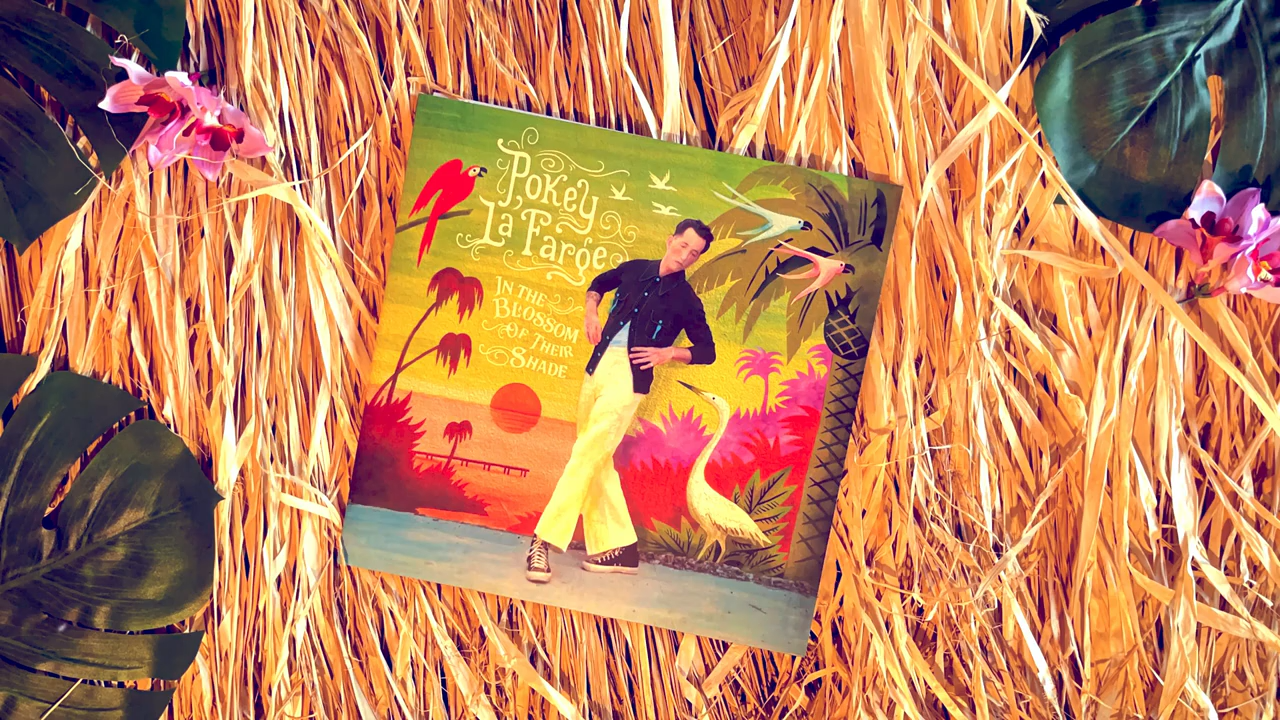 Pokey
La Farge
In the
Blossom
of Their
Shade